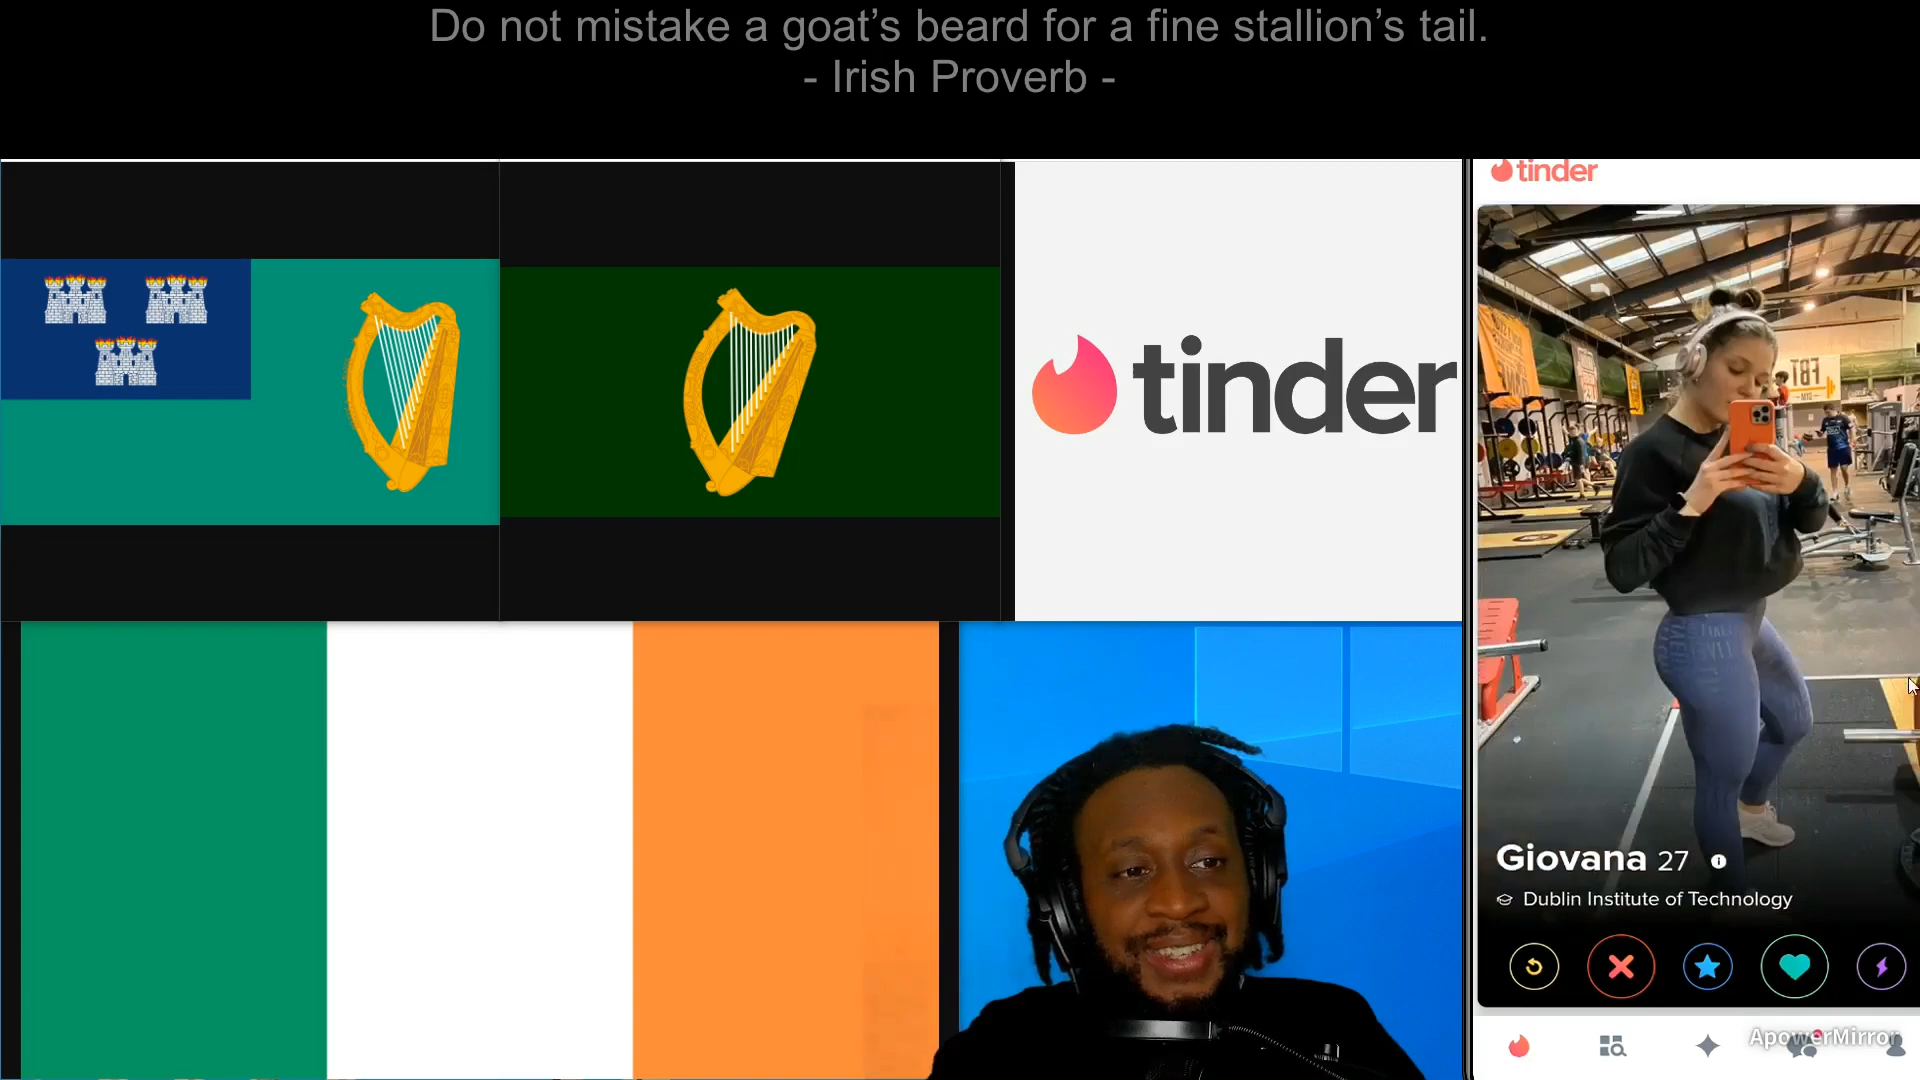 Do not mistake a goat’s beard for a fine stallion’s tail.
- Irish Proverb -
tinder
tinder
FBT
Giovana 27
Dublin Institute of Technology
ApowerMirror